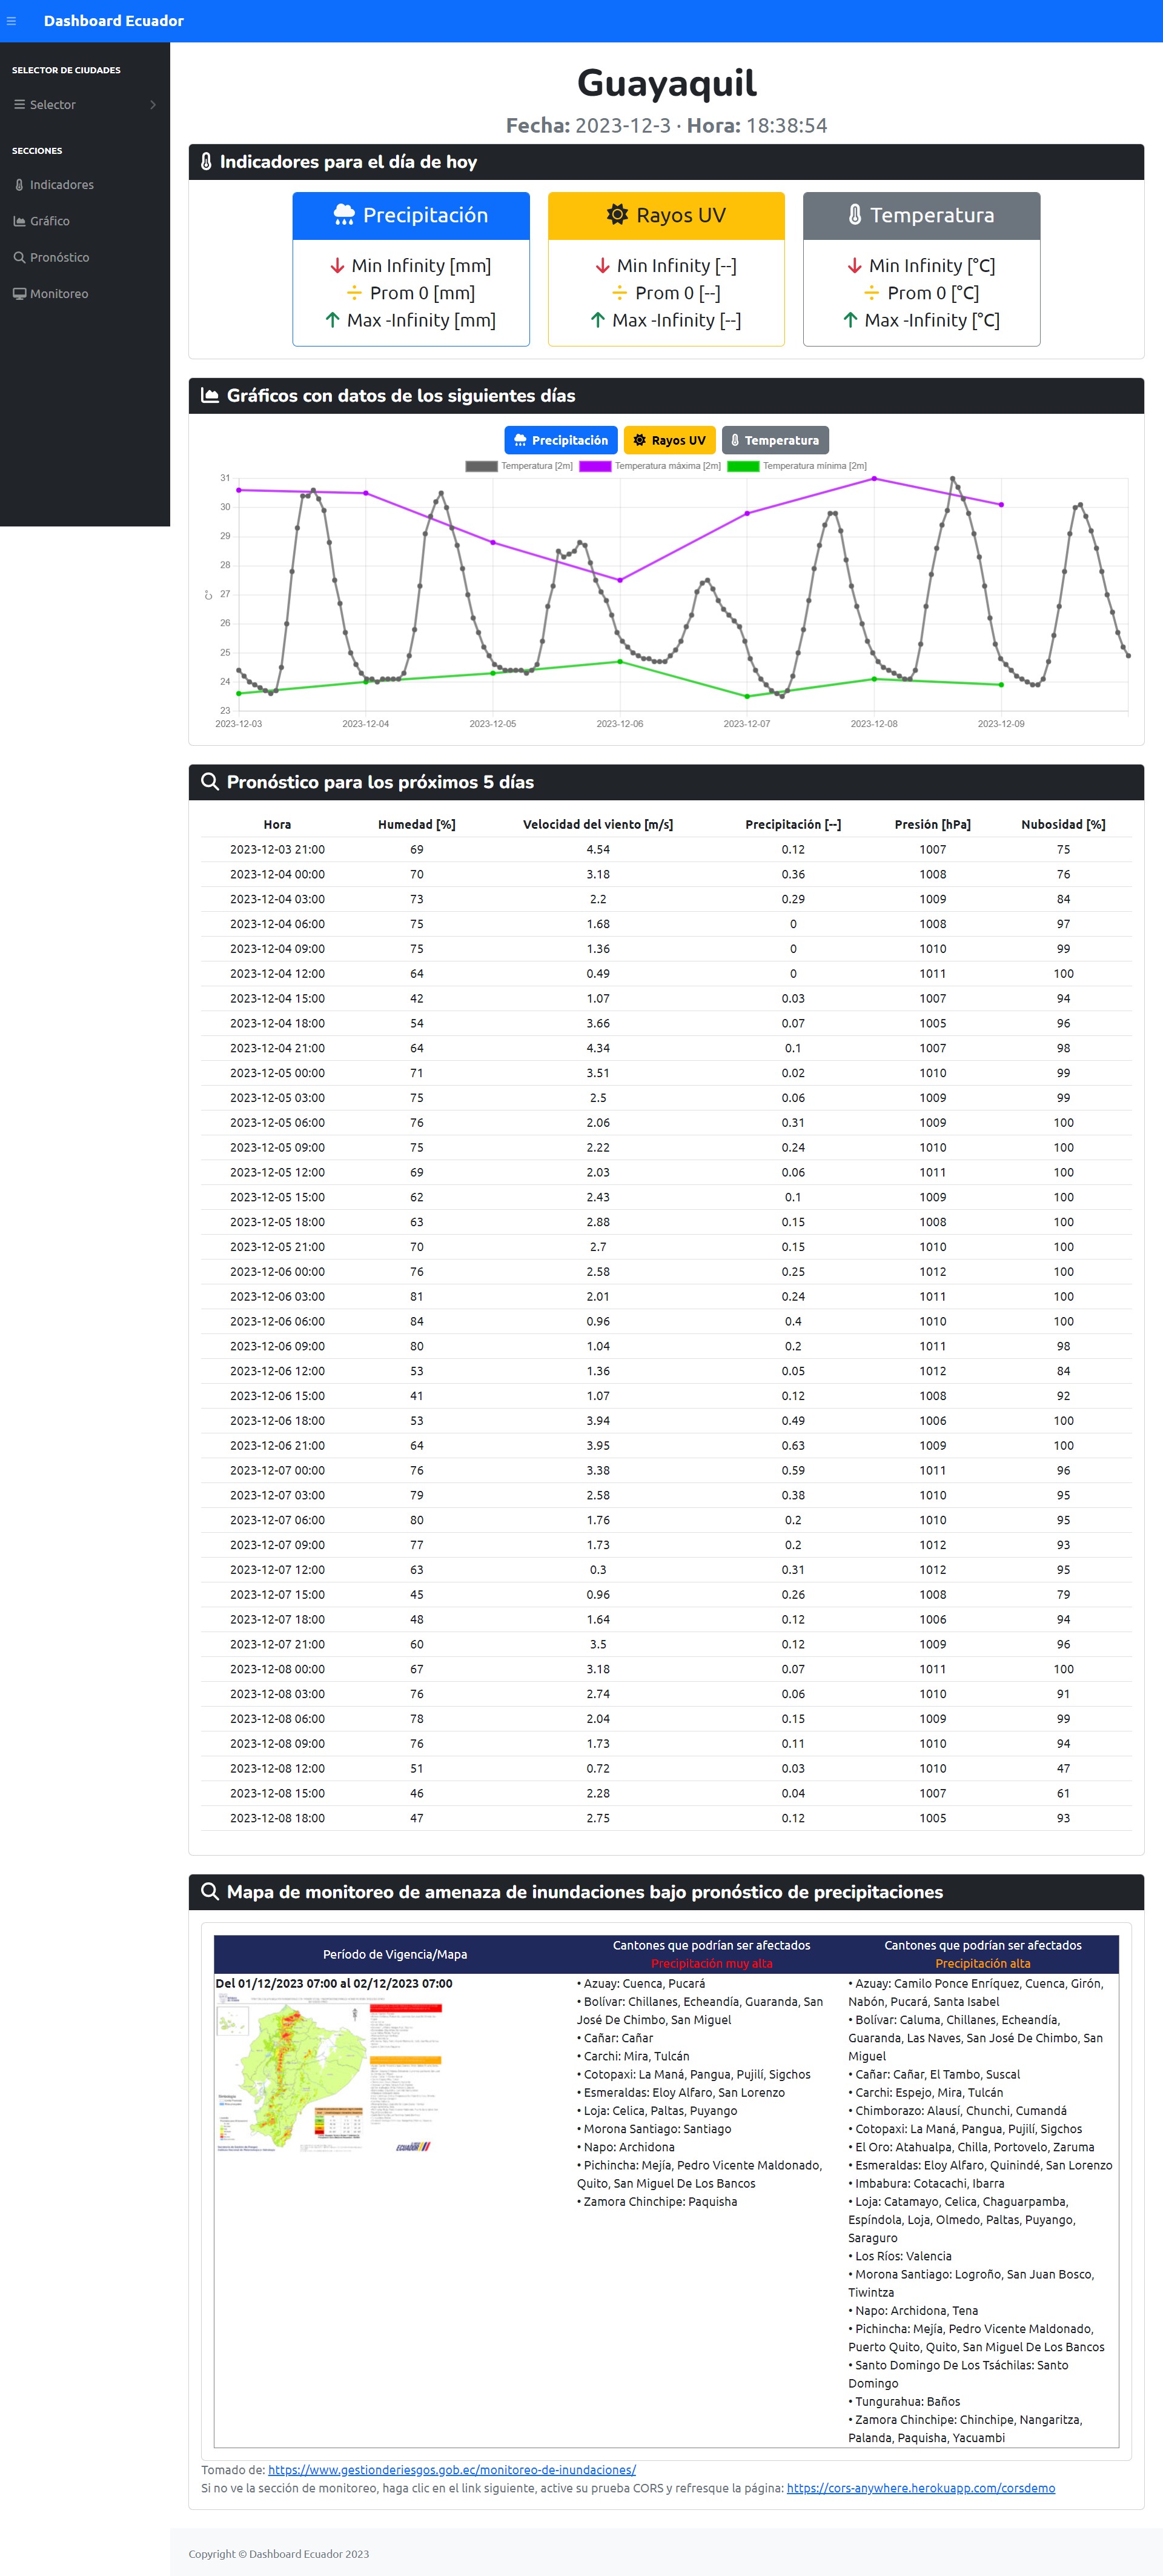 Dashboard Ecuador
SELECTOR DE CIUDADES
Selector
SECCIONES
Indicadores
Gráfico
Pronóstico
Monitoreo
Guayaquil
Fecha: 2023-12-3 · Hora: 18:38:54
Indicadores para el día de hoy
Precipitación
Min Infinity [mm]
Prom 0 [mm]
Max -Infinity [mm]
Rayos UV
Min Infinity [--]
Prom 0 [--]
Max -Infinity [--]
Temperatura
Min Infinity [°C]
Prom 0 [°C]
Max -Infinity [°C]
Gráficos con datos de los siguientes días
Precipitación Rayos UV Temperatura
Temperatura [2m] Temperatura máxima [2m] Temperatura mínima [2m]
31
30
29
28
27
26
25
24
23
C°
2023-12-03 2023-12-04 2023-12-05 2023-12-06 2023-12-07 2023-12-08 2023-12-09
Pronóstico para los próximos 5 días
Hora Humedad [%] Velocidad del viento [m/s] Precipitación [--] Presión [hPa] Nubosidad [%]
2023-12-03 21:00 69 4.54 0.12 1007 75
2023-12-04 00:00 70 3.18 0.36 1008 76
2023-12-04 03:00 73 2.2 0.29 1009 84
2023-12-04 06:00 75 1.68 0 1008 97
2023-12-04 09:00 75 1.36 0 1010 99
2023-12-04 12:00 64 0.49 0 1011 100
2023-12-04 15:00 42 1.07 0.03 1007 94
2023-12-04 18:00 54 3.66 0.07 1005 96
2023-12-04 21:00 64 4.34 0.1 1007 98
2023-12-05 00:00 71 3.51 0.02 1010 99
2023-12-05 03:00 75 2.5 0.06 1009 99
2023-12-05 06:00 76 2.06 0.31 1009 100
2023-12-05 09:00 75 2.22 0.24 1010 100
2023-12-05 12:00 69 2.03 0.06 1011 100
2023-12-05 15:00 62 2.43 0.1 1009 100
2023-12-05 18:00 63 2.88 0.15 1008 100
2023-12-05 21:00 70 2.7 0.15 1010 100
2023-12-06 00:00 76 2.58 0.25 1012 100
2023-12-06 03:00 81 2.01 0.24 1011 100
2023-12-06 06:00 84 0.96 0.4 1010 100
2023-12-06 09:00 80 1.04 0.2 1011 98
2023-12-06 12:00 53 1.36 0.05 1012 84
2023-12-06 15:00 41 1.07 0.12 1008 92
2023-12-06 18:00 53 3.94 0.49 1006 100
2023-12-06 21:00 64 3.95 0.63 1009 100
2023-12-07 00:00 76 3.38 0.59 1011 96
2023-12-07 03:00 79 2.58 0.38 1010 95
2023-12-07 06:00 80 1.76 0.2 1010 95
2023-12-07 09:00 77 1.73 0.2 1012 93
2023-12-07 12:00 63 0.3 0.31 1012 95
2023-12-07 15:00 45 0.96 0.26 1008 79
2023-12-07 18:00 48 1.64 0.12 1006 94
2023-12-07 21:00 60 3.5 0.12 1009 96
2023-12-08 00:00 67 3.18 0.07 1011 100
2023-12-08 03:00 76 2.74 0.06 1010 91
2023-12-08 06:00 78 2.04 0.15 1009 99
2023-12-08 09:00 76 1.73 0.11 1010 94
2023-12-08 12:00 51 0.72 0.03 1010 47
2023-12-08 15:00 46 2.28 0.04 1007 61
2023-12-08 18:00 47 2.75 0.12 1005 93
Mapa de monitoreo de amenaza de inundaciones bajo pronóstico de precipitaciones
Período de Vigencia/Mapa
Cantones que podrían ser afectados
Precipitación muy alta
Cantones que podrían ser afectados
Precipitación alta
Del 01/12/2023 07:00 al 02/12/2023 07:00
ECUADOR
• Azuay: Cuenca, Pucará
• Bolívar: Chillanes, Echeandía, Guaranda, San
José De Chimbo, San Miguel
• Cañar: Cañar
• Carchi: Mira, Tulcán
• Cotopaxi: La Maná, Pangua, Pujilí, Sigchos
• Esmeraldas: Eloy Alfaro, San Lorenzo
• Loja: Celica, Paltas, Puyango
• Morona Santiago: Santiago
• Napo: Archidona
• Pichincha: Mejía, Pedro Vicente Maldonado,
Quito, San Miguel De Los Bancos
• Zamora Chinchipe: Paquisha
• Azuay: Camilo Ponce Enríquez, Cuenca, Girón,
Nabón, Pucará, Santa Isabel
• Bolívar: Caluma, Chillanes, Echeandía,
Guaranda, Las Naves, San José De Chimbo, San
Miguel
• Cañar: Cañar, El Tambo, Suscal
• Carchi: Espejo, Mira, Tulcán
• Chimborazo: Alausí, Chunchi, Cumandá
• Cotopaxi: La Maná, Pangua, Pujilí, Sigchos
• El Oro: Atahualpa, Chilla, Portovelo, Zaruma
• Esmeraldas: Eloy Alfaro, Quinindé, San Lorenzo
• Imbabura: Cotacachi, Ibarra
• Loja: Catamayo, Celica, Chaguarpamba,
Espíndola, Loja, Olmedo, Paltas, Puyango,
Saraguro
• Los Ríos: Valencia
• Morona Santiago: Logroño, San Juan Bosco,
Tiwintza
• Napo: Archidona, Tena
• Pichincha: Mejía, Pedro Vicente Maldonado,
Puerto Quito, Quito, San Miguel De Los Bancos
• Santo Domingo De Los Tsáchilas: Santo
Domingo
• Tungurahua: Baños
• Zamora Chinchipe: Chinchipe, Nangaritza,
Palanda, Paquisha, Yacuambi
Tomado de: https://www.gestionderiesgos.gob.ec/monitoreo-de-inundaciones/
Si no ve la sección de monitoreo, haga clic en el link siguiente, active su prueba CORS y refresque la página: https://cors-anywhere.herokuapp.com/corsdemo
Copyright © Dashboard Ecuador 2023